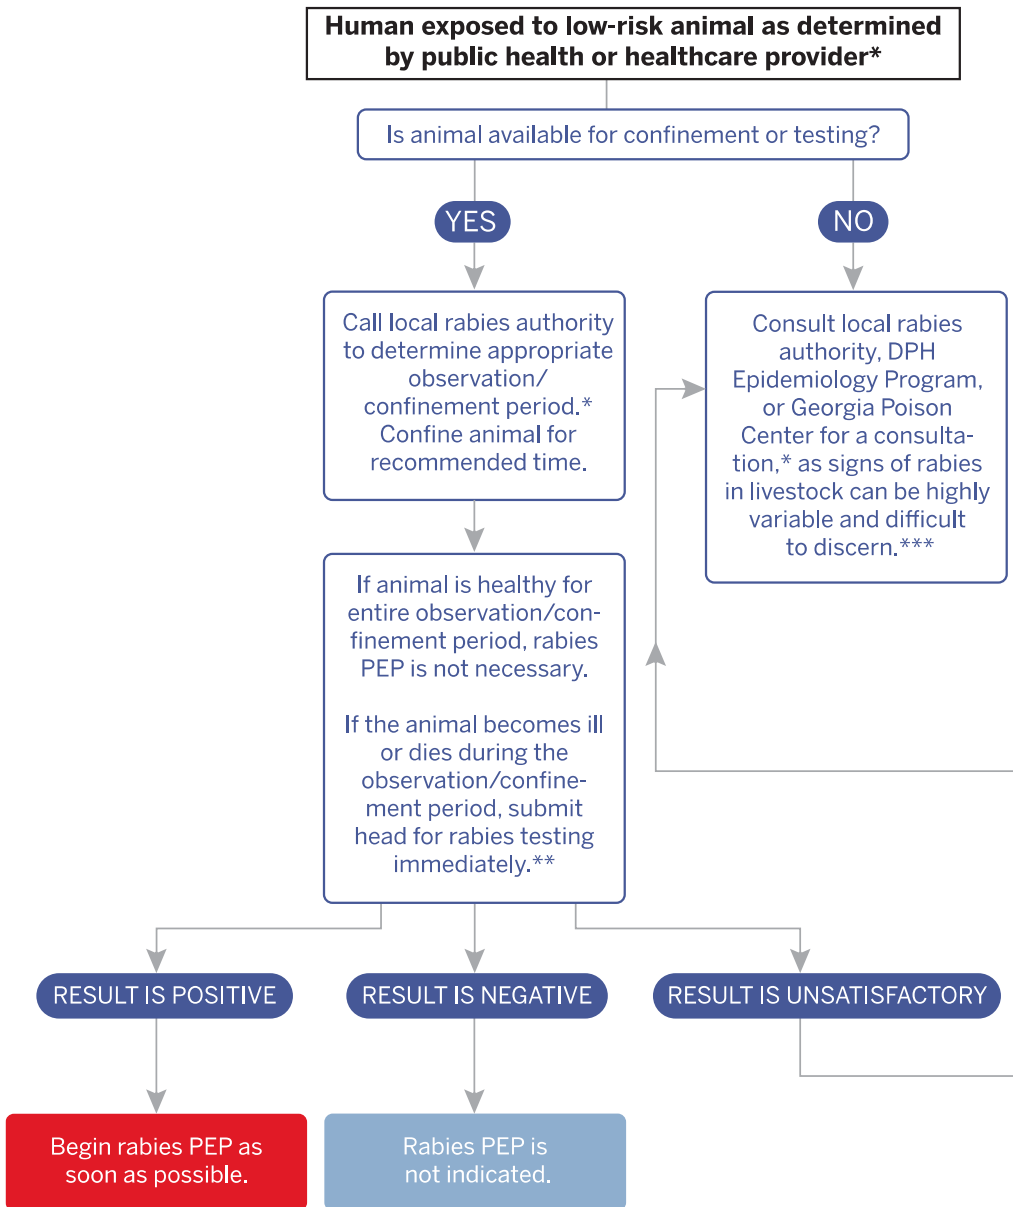 Human exposed to low-risk animal as determined
by public health or healthcare provider*
Is animal available for confinement or testing?
YES
NO
Call local rabies authority
to determine appropriate
observation/
confinement period.*
Confine animal for
recommended time.
Consult local rabies
authority, DPH
Epidemiology Program,
or Georgia Poison
Center for a consulta-
tion,* as signs of rabies
in livestock can be highly
variable and difficult
to discern.***
If animal is healthy for
entire observation/con-
finement period, rabies
PEP is not necessary.
If the animal becomes ill
or dies during the
observation/confine-
ment period, submit
head for rabies testing
immediately.**
RESULT IS POSITIVE
RESULT IS NEGATIVE
RESULT IS UNSATISFACTORY
Begin rabies PEP as
soon as possible.
Rabies PEP is
not indicated.